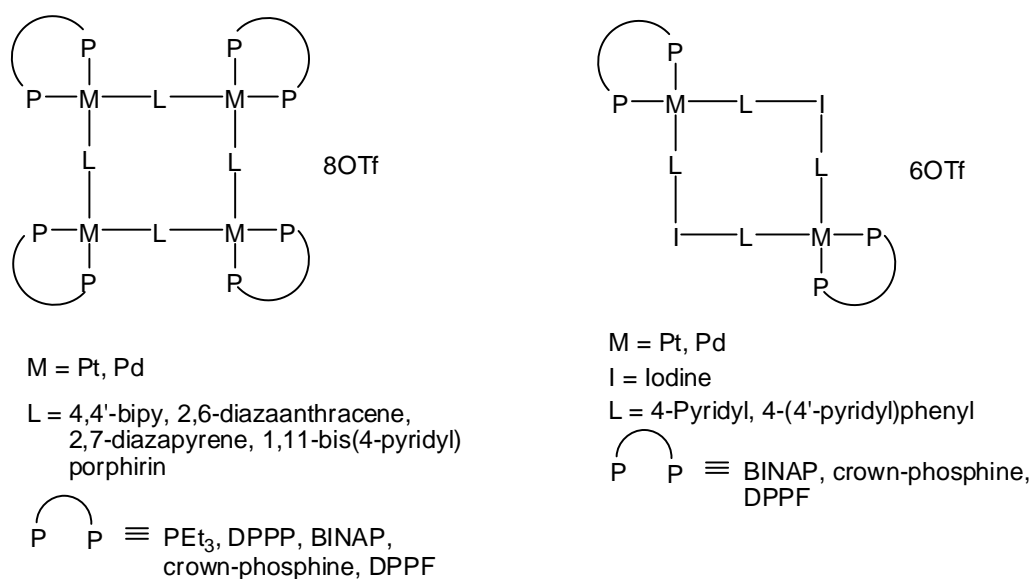 P P
P M L M P
L L 8OTf
P M L M P
P P
M = Pt, Pd
L = 4,4'-bipy, 2,6-diazaanthracene,
2,7-diazapyrene, 1,11-bis(4-pyridyl)
porphirin
P P ≡ PEt3, DPPP, BINAP,
crown-phosphine, DPPF
P
P M L I
L L 6OTf
I L M P
P
M = Pt, Pd
I = Iodine
L = 4-Pyridyl, 4-(4'-pyridyl)phenyl
P P ≡ BINAP, crown-phosphine,
DPPF